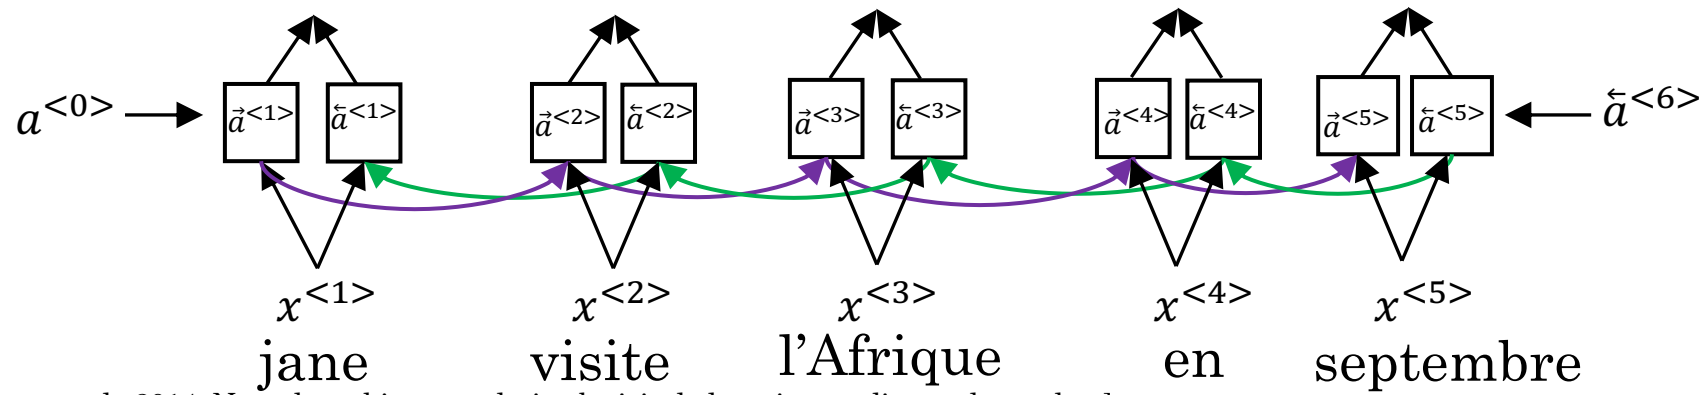 a<0> → a⃗<1> a⃖<1> a⃗<2> a⃖<2> a⃗<3> a⃖<3> a⃗<4> a⃖<4> a⃗<5> a⃖<5> ← a⃖<6>
x<1> x<2> x<3> x<4> x<5>
jane visite l’Afrique en septembre